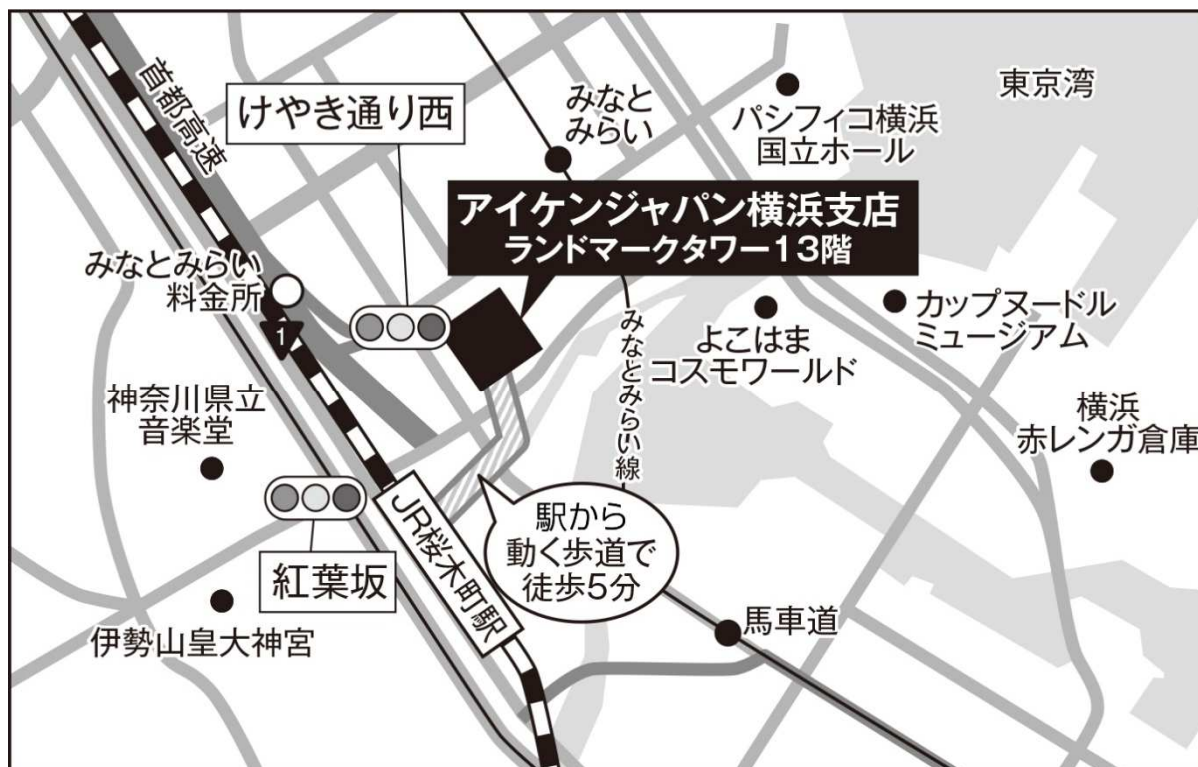 東京湾
首都高速
けやき通り西
みなと
みらい
パシフィコ横浜
国立ホール
アイケンジャパン横浜支店
ランドマークタワー13階
みなとみらい
料金所
1
みなとみらい線
よこはま
コスモワールド
カップヌードル
ミュージアム
神奈川県立
音楽堂
横浜
赤レンガ倉庫
JR桜木町駅
駅から
動く歩道で
徒歩5分
紅葉坂
伊勢山皇大神宮
馬車道